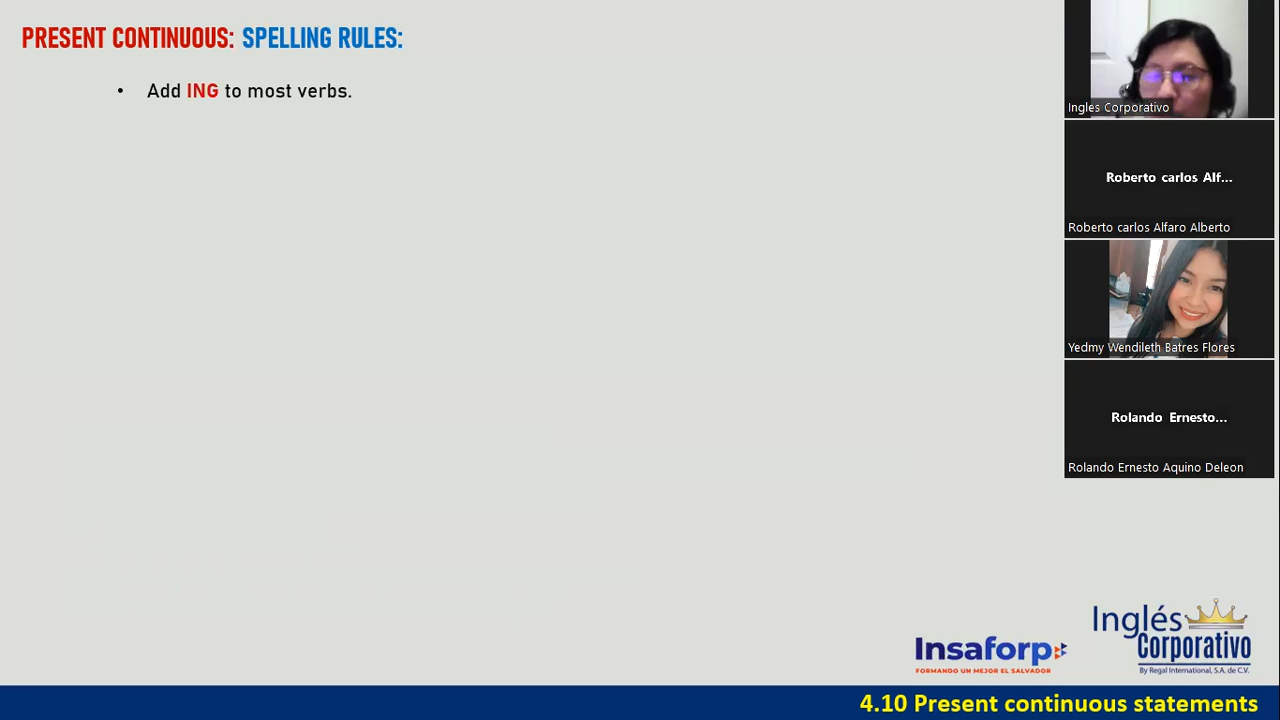 PRESENT CONTINUOUS: SPELLING RULES:
• Add ING to most verbs.
Ingles Corporativo
Roberto carlos Alf...
Roberto carlos Alfaro Alberto
Yedmy Wendileth Batres Flores
Rolando Ernesto...
Rolando Ernesto Aquino Deleon
Insaforp
FORMANDO UN MEJOR EL SALVADOR
Inglés
Corporativo
By Regal International, S.A. de C.V.
4.10 Present continuous statements